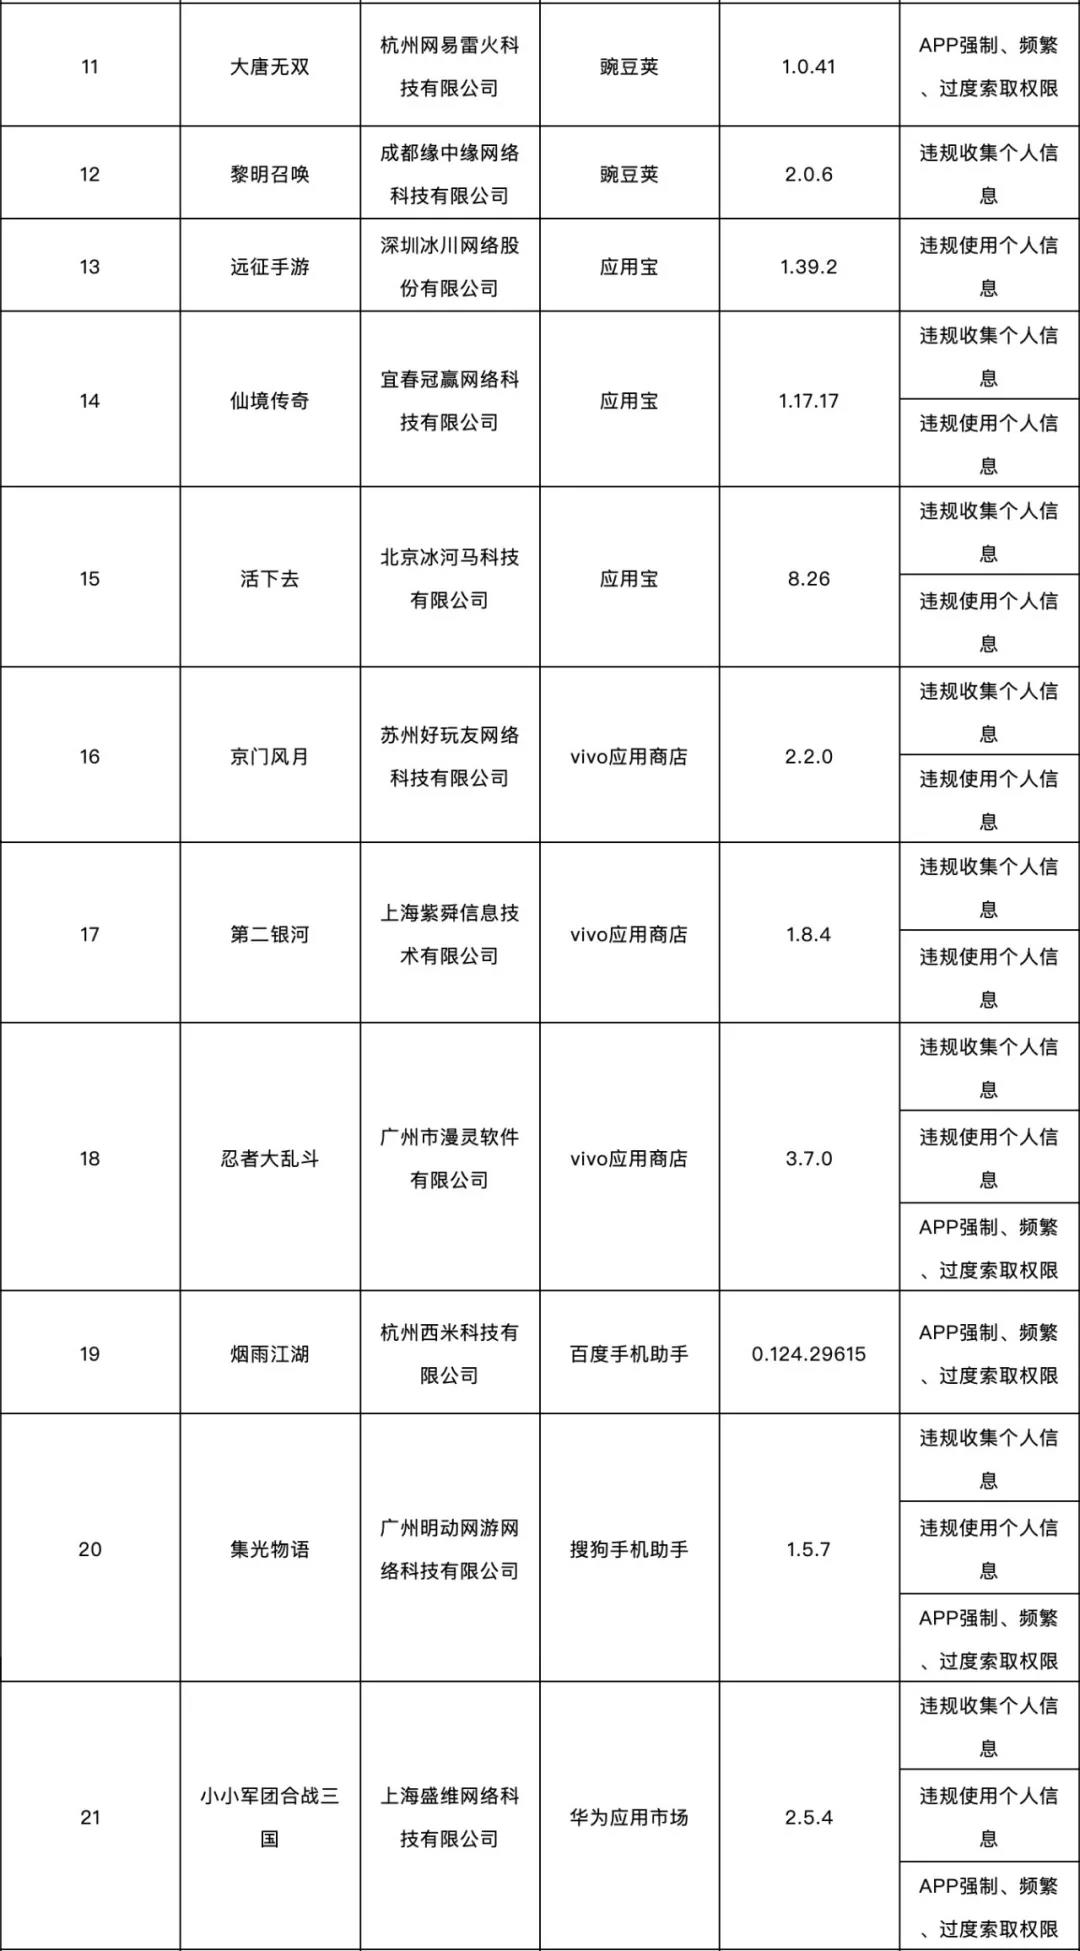 11
大唐无双
杭州网易雷火科
技有限公司
豌豆荚
1.0.41
APP强制、频繁
、过度索取权限
12
黎明召唤
成都缘中缘网络
科技有限公司
豌豆荚
2.0.6
违规收集个人信
息
13
远征手游
深圳冰川网络股
份有限公司
应用宝
1.39.2
违规使用个人信
息
14
仙境传奇
宜春冠赢网络科
技有限公司
应用宝
1.17.17
违规收集个人信
息
违规使用个人信
息
15
活下去
北京冰河马科技
有限公司
应用宝
8.26
违规收集个人信
息
违规使用个人信
息
16
京门风月
苏州好玩友网络
科技有限公司
vivo应用商店
2.2.0
违规收集个人信
息
违规使用个人信
息
17
第二银河
上海紫舜信息技
术有限公司
vivo应用商店
1.8.4
违规收集个人信
息
违规使用个人信
息
18
忍者大乱斗
广州市漫灵软件
有限公司
vivo应用商店
3.7.0
违规收集个人信
息
违规使用个人信
息
APP强制、频繁
、过度索取权限
19
烟雨江湖
杭州西米科技有
限公司
百度手机助手
0.124.29615
APP强制、频繁
、过度索取权限
20
集光物语
广州明动网游网
络科技有限公司
搜狗手机助手
1.5.7
违规收集个人信
息
违规使用个人信
息
APP强制、频繁
、过度索取权限
21
小小军团合战三
国
上海盛维网络科
技有限公司
华为应用市场
2.5.4
违规收集个人信
息
违规使用个人信
息
APP强制、频繁
、过度索取权限